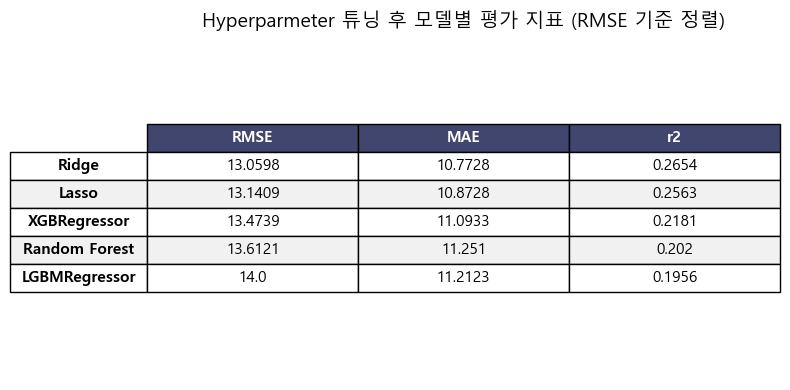 Hyperparmeter 튜닝 후 모델별 평가 지표 (RMSE 기준 정렬)
RMSE MAE r2
Ridge 13.0598 10.7728 0.2654
Lasso 13.1409 10.8728 0.2563
XGBRegressor 13.4739 11.0933 0.2181
Random Forest 13.6121 11.251 0.202
LGBMRegressor 14.0 11.2123 0.1956